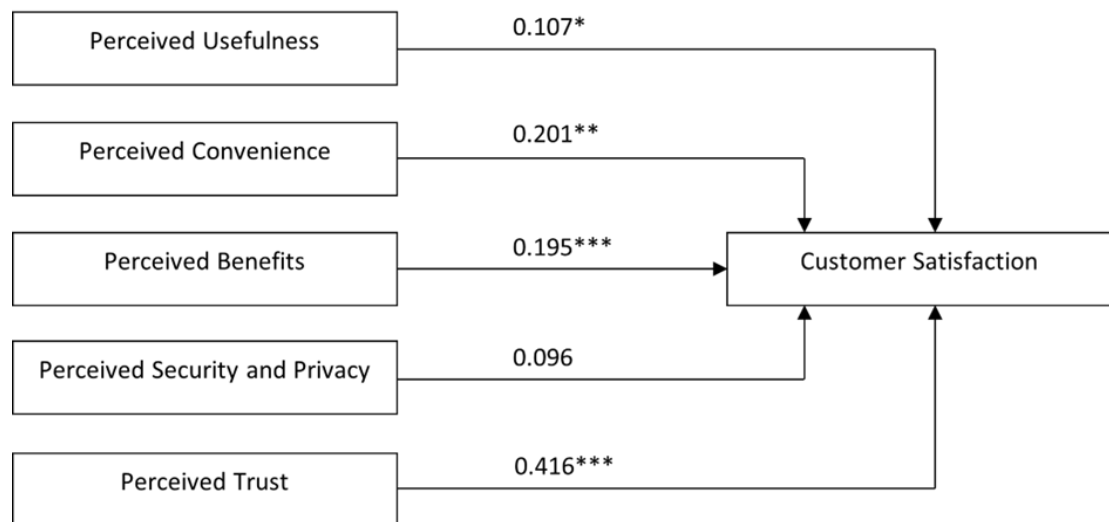 Perceived Usefulness
0.107*
Perceived Convenience
0.201**
Perceived Benefits
0.195***
Customer Satisfaction
Perceived Security and Privacy
0.096
Perceived Trust
0.416***